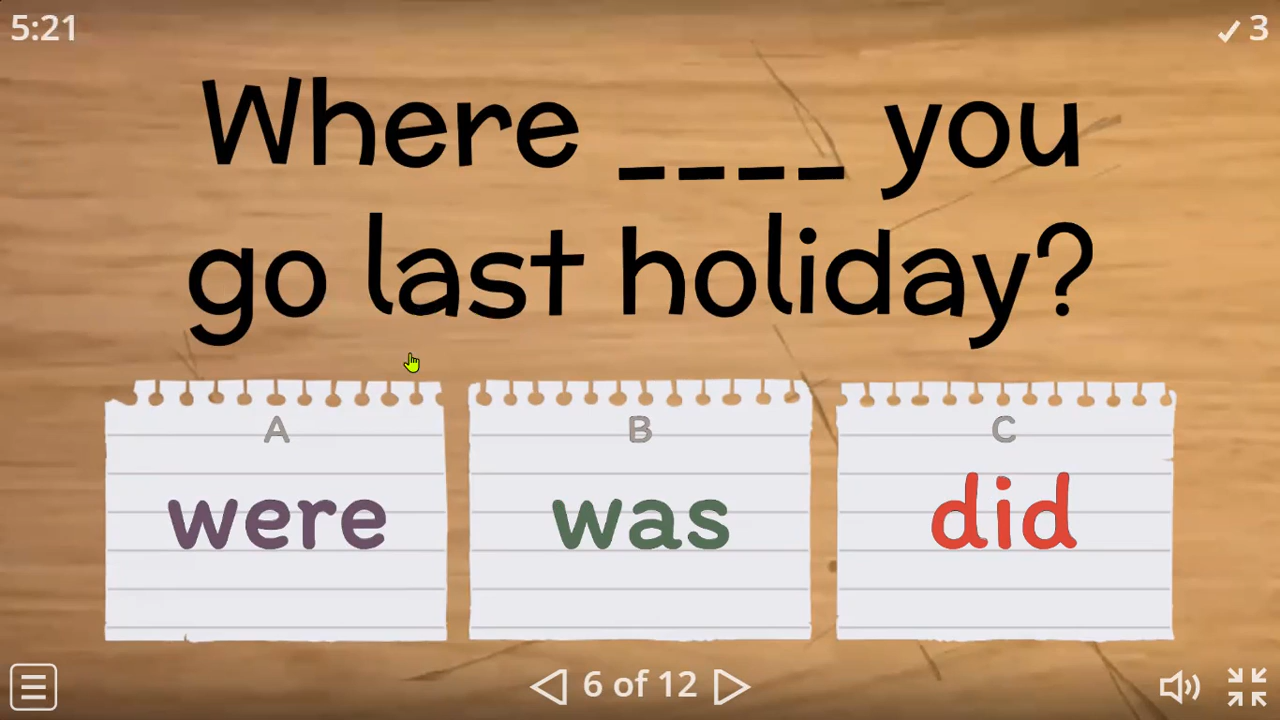 5:21
✓ 3
Where ____ you
go last holiday?
A
were
B
was
C
did
6 of 12